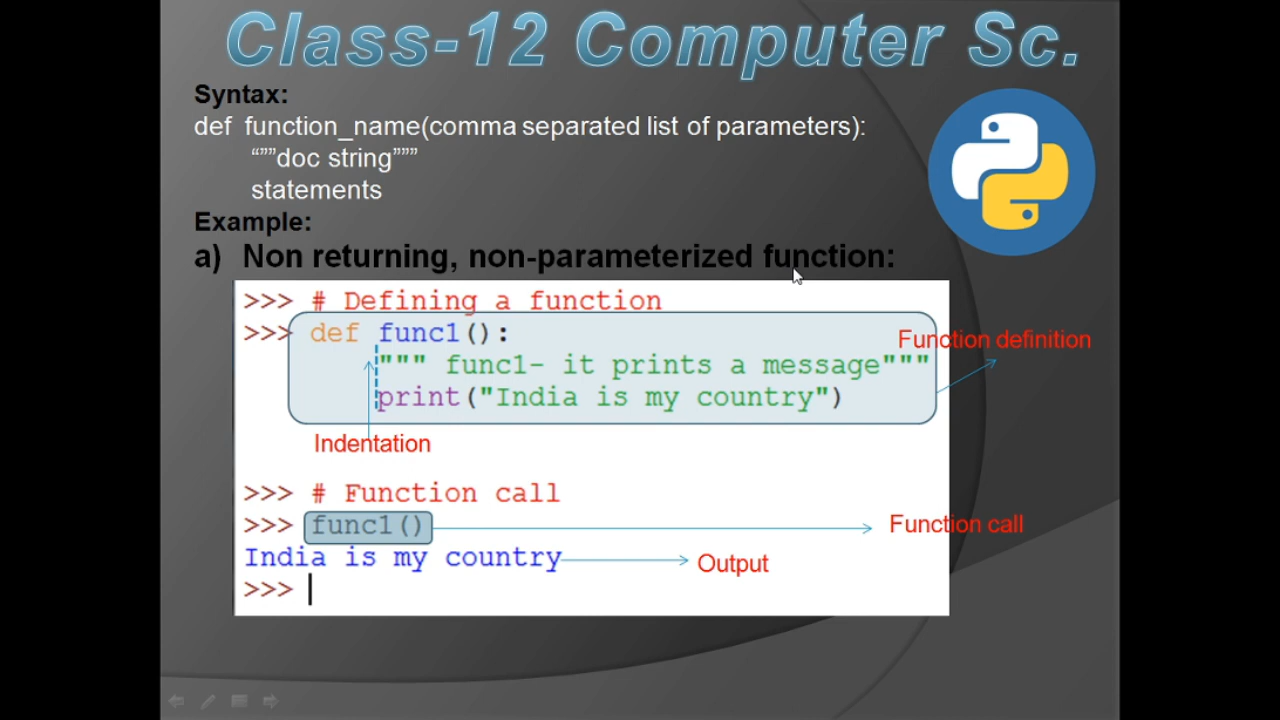 Class-12 Computer Sc.
Syntax:
def function_name(comma separated list of parameters):
“””doc string”””
statements
Example:
a) Non returning, non-parameterized function:
>>> # Defining a function
>>> def func1():
Function definition
""" func1- it prints a message"""
print("India is my country")
Indentation
>>> # Function call
>>> func1()
Function call
India is my country
Output
>>>